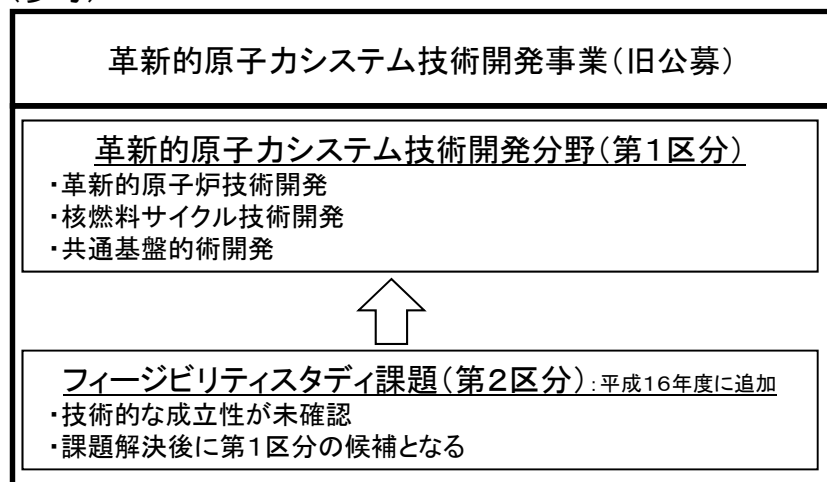 革新的原子力システム技術開発事業（旧公募）
革新的原子力システム技術開発分野（第１区分）
・革新的原子炉技術開発
・核燃料サイクル技術開発
・共通基盤的術開発
フィージビリティスタディ課題（第２区分）：平成１６年度に追加
・技術的な成立性が未確認
・課題解決後に第１区分の候補となる